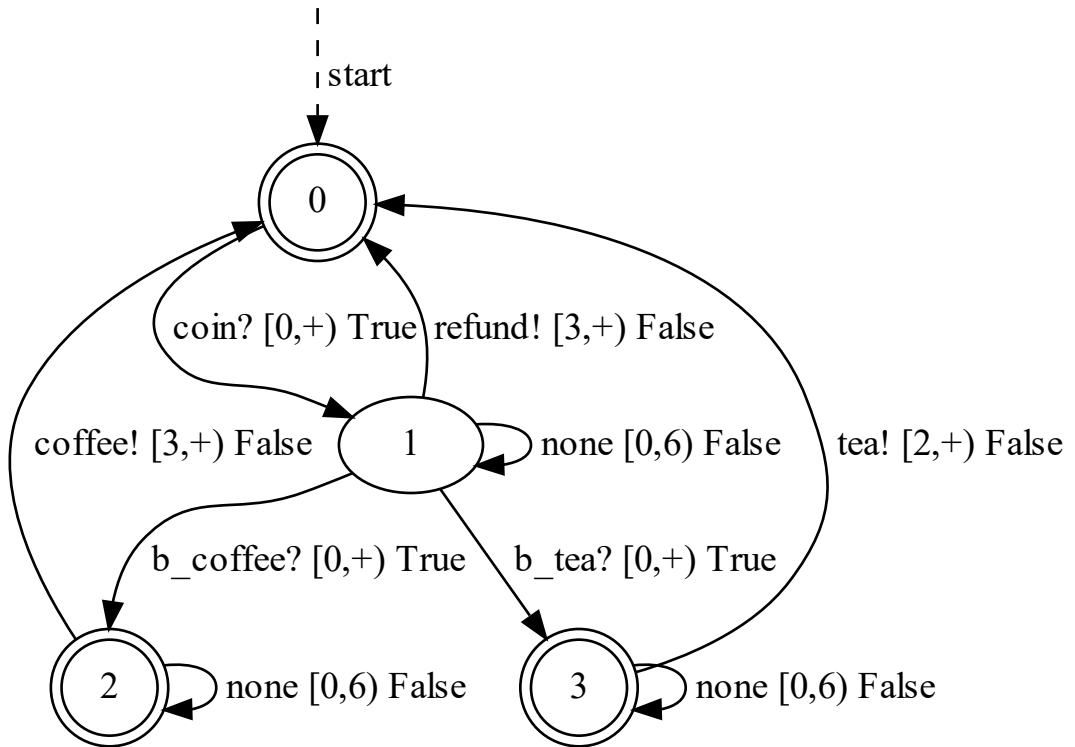 start
0
coin? [0,+) True
refund! [3,+) False
coffee! [3,+) False
1
none [0,6) False
tea! [2,+) False
b_coffee? [0,+) True
b_tea? [0,+) True
2
none [0,6) False
3
none [0,6) False